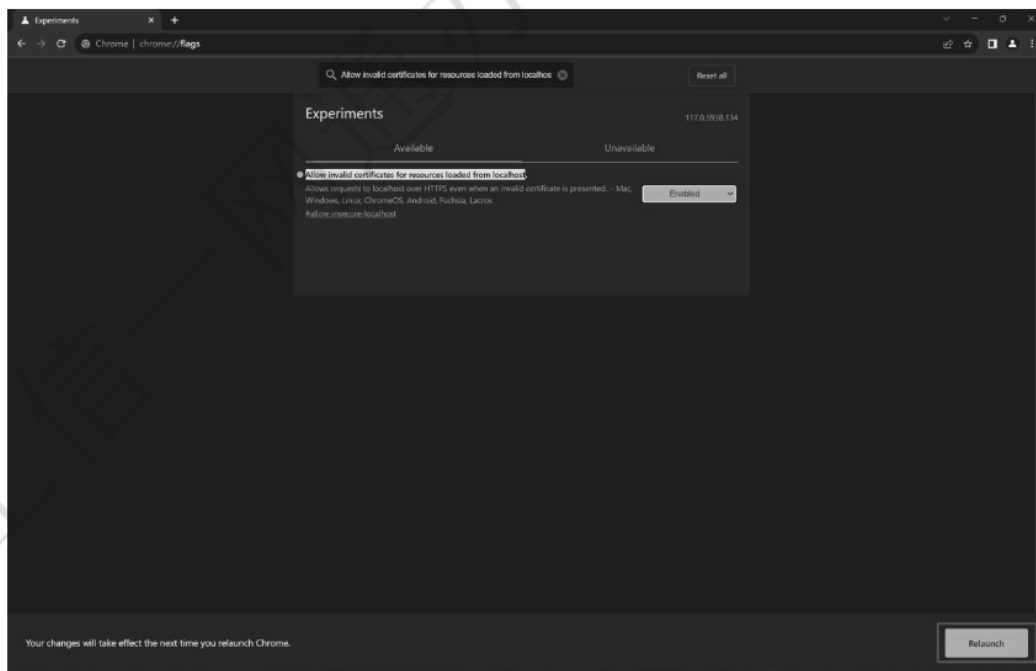 Experiments
Chrome | chrome://flags
Allow invalid certificates for resources loaded from localhos
Reset all
Experiments
117.0.5938.134
Available
Unavailable
Allow invalid certificates for resources loaded from localhost.
Allows requests to localhost over HTTPS even when an invalid certificate is presented. – Mac,
Windows, Linux, ChromeOS, Android, Fuchsia, Lacros
Enabled
#allow-insecure-localhost
Your changes will take effect the next time you relaunch Chrome.
Relaunch